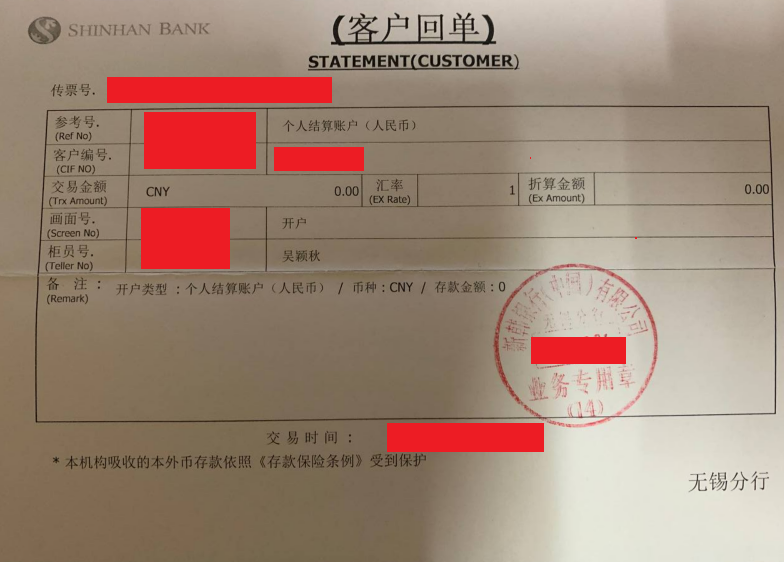 SHINHAN BANK
(客户回单)
STATEMENT(CUSTOMER)
传票号.
参考号. 个人结算账户（人民币）
(Ref No)
客户编号.
(CIF NO)
交易金额 CNY 0.00 汇率 1 折算金额 0.00
(Trx Amount) (EX Rate) (Ex Amount)
画面号. 开户
(Screen No)
柜员号. 吴颖秋
(Teller No)
备 注 : 开户类型 : 个人结算账户（人民币） / 币种 : CNY / 存款金额 : 0
(Remark)
新韩银行(中国)有限公司
无锡分行
业务专用章
(14)
交易时间 :
* 本机构吸收的本外币存款依照《存款保险条例》受到保护
无锡分行